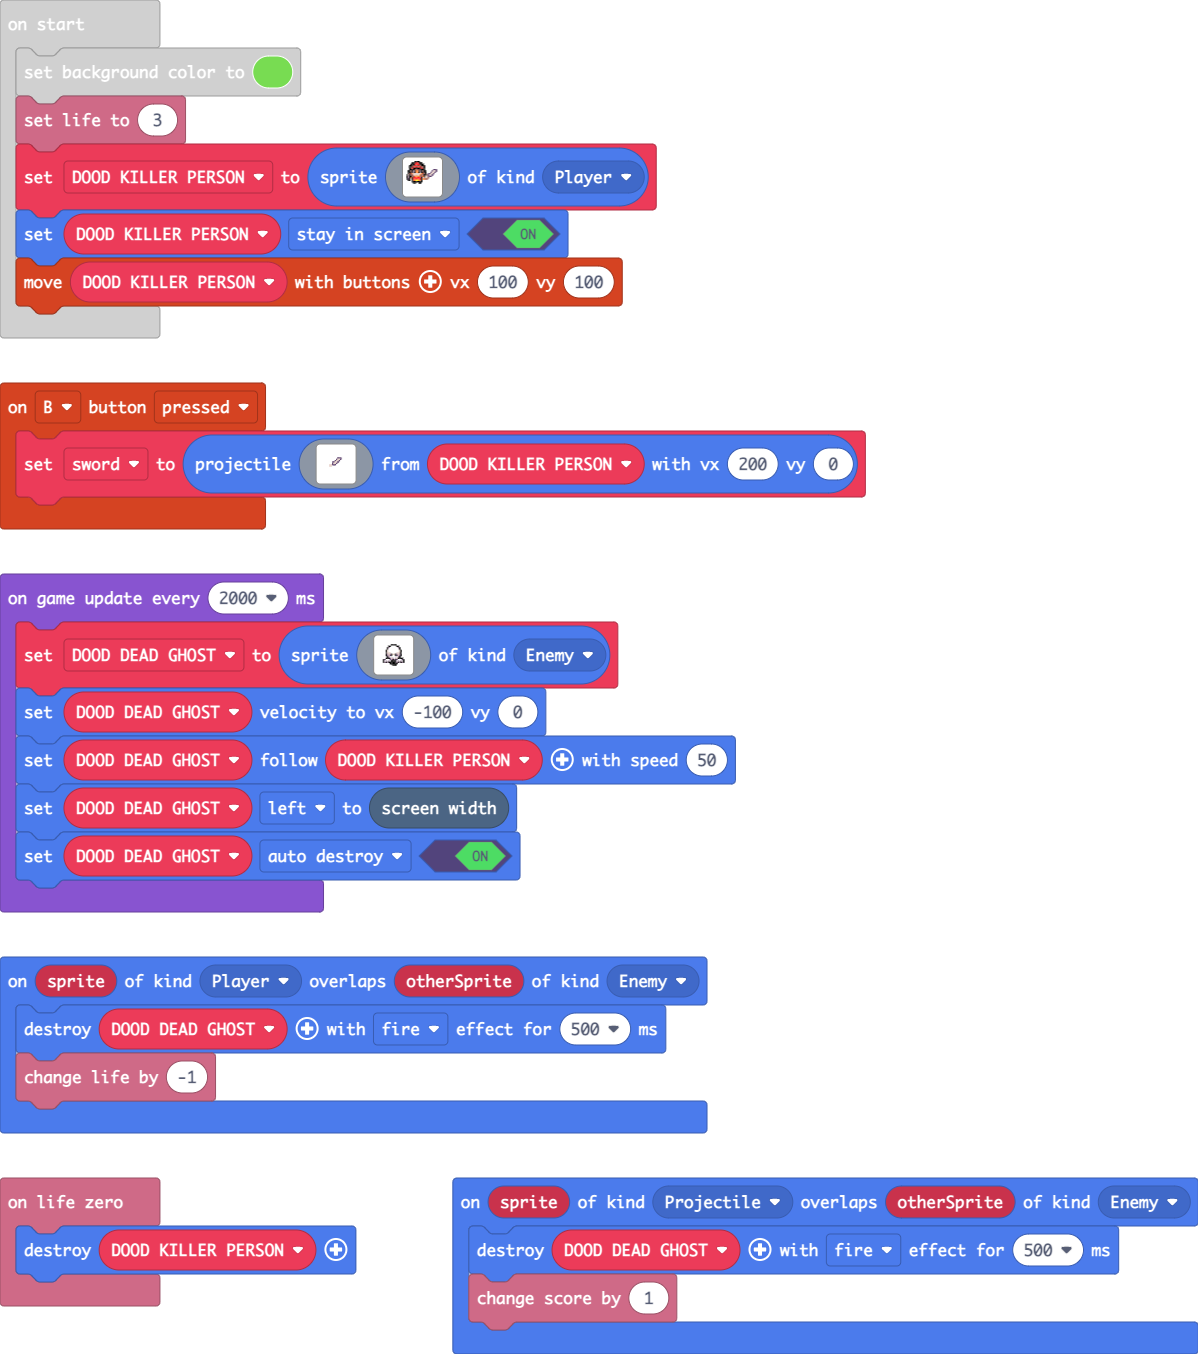 on start
set background color to
set life to 3
set DOOD KILLER PERSON to sprite of kind Player
set DOOD KILLER PERSON stay in screen ON
move DOOD KILLER PERSON with buttons vx 100 vy 100
on B button pressed
set sword to projectile from DOOD KILLER PERSON with vx 200 vy 0
on game update every 2000 ms
set DOOD DEAD GHOST to sprite of kind Enemy
set DOOD DEAD GHOST velocity to vx -100 vy 0
set DOOD DEAD GHOST follow DOOD KILLER PERSON with speed 50
set DOOD DEAD GHOST left to screen width
set DOOD DEAD GHOST auto destroy ON
on sprite of kind Player overlaps otherSprite of kind Enemy
destroy DOOD DEAD GHOST with fire effect for 500 ms
change life by -1
on life zero
destroy DOOD KILLER PERSON
on sprite of kind Projectile overlaps otherSprite of kind Enemy
destroy DOOD DEAD GHOST with fire effect for 500 ms
change score by 1